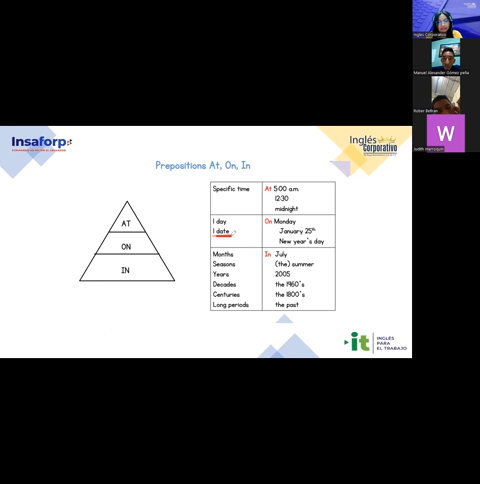 Inglés Corporativo
Manuel Alexander Gómez peña
Rober Beltran
W
Judith marroquin
Insaforp
Inglés
Corporativo
Prepositions At, On, In
AT
ON
IN
Specific time
At 5:00 a.m.
12:30
midnight
1 day
1 date
On Monday
January 25th
New year's day
Months
Seasons
Years
Decades
Centuries
Long periods
In July
(the) summer
2005
the 1960's
the 1800's
the past
it
INGLÉS
PARA
EL TRABAJO